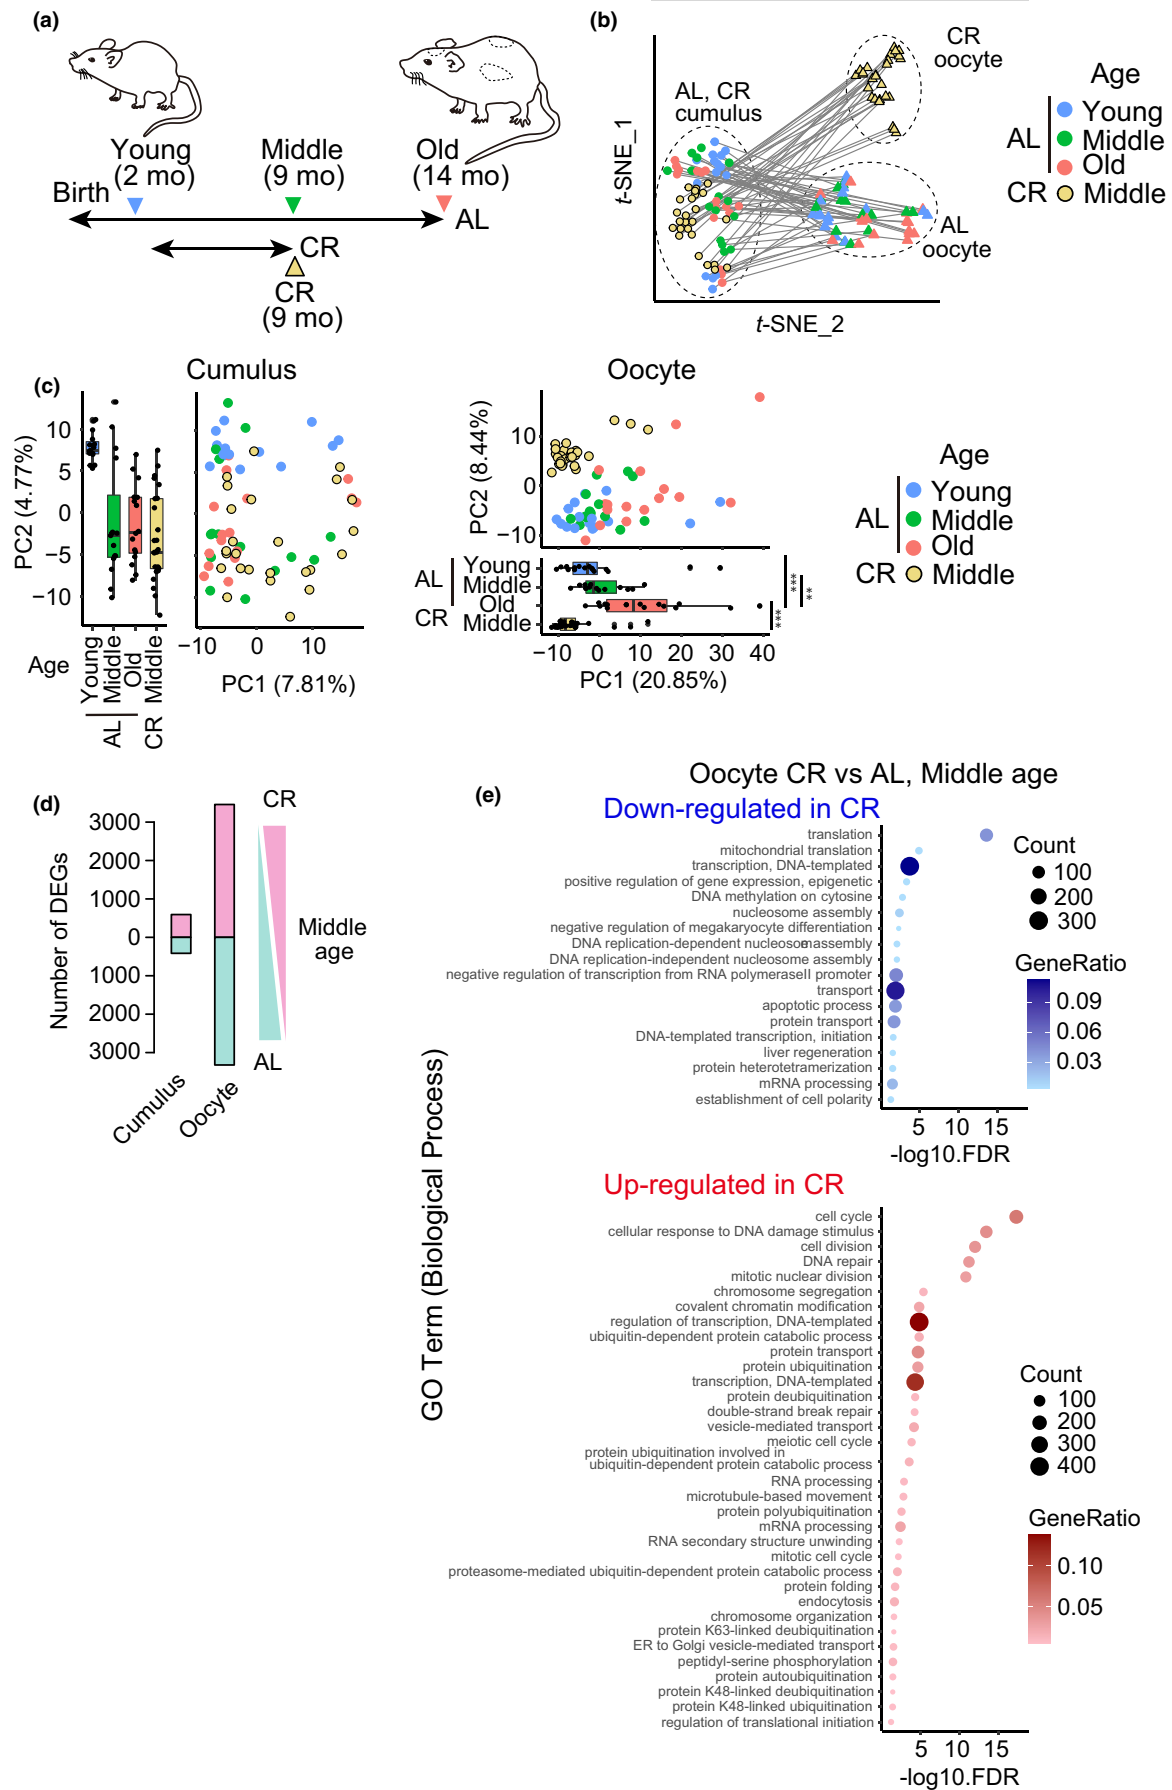 (a)
Young
(2 mo)
Middle
(9 mo)
Old
(14 mo)
Birth
AL
CR
CR
(9 mo)
(b)
t-SNE_1
t-SNE_2
AL, CR
cumulus
CR
oocyte
AL
oocyte
Age
AL
Young
Middle
Old
CR
Middle
(c)
Cumulus
PC2 (4.77%)
10
5
0
−5
−10
Age
Young
Middle
Old
Middle
AL
CR
−10
0
10
PC1 (7.81%)
Oocyte
PC2 (8.44%)
10
0
−10
AL
Young
Middle
Old
CR
Middle
***
**
***
−10
0
10
20
30
40
PC1 (20.85%)
Age
AL
Young
Middle
Old
CR
Middle
(d)
Number of DEGs
3000
2000
1000
0
1000
2000
3000
Cumulus
Oocyte
CR
AL
Middle
age
(e)
Oocyte CR vs AL, Middle age
GO Term (Biological Process)
Down-regulated in CR
translation
mitochondrial translation
transcription, DNA-templated
positive regulation of gene expression, epigenetic
DNA methylation on cytosine
nucleosome assembly
negative regulation of megakaryocyte differentiation
DNA replication-dependent nucleosomeassembly
DNA replication-independent nucleosome assembly
negative regulation of transcription from RNA polymeraseII promoter
transport
apoptotic process
protein transport
DNA-templated transcription, initiation
liver regeneration
protein heterotetramerization
mRNA processing
establishment of cell polarity
5
10
15
-log10.FDR
Count
100
200
300
GeneRatio
0.09
0.06
0.03
Up-regulated in CR
cell cycle
cellular response to DNA damage stimulus
cell division
DNA repair
mitotic nuclear division
chromosome segregation
covalent chromatin modification
regulation of transcription, DNA-templated
ubiquitin-dependent protein catabolic process
protein transport
protein ubiquitination
transcription, DNA-templated
protein deubiquitination
double-strand break repair
vesicle-mediated transport
meiotic cell cycle
protein ubiquitination involved in
ubiquitin-dependent protein catabolic process
RNA processing
microtubule-based movement
protein polyubiquitination
mRNA processing
RNA secondary structure unwinding
mitotic cell cycle
proteasome-mediated ubiquitin-dependent protein catabolic process
protein folding
endocytosis
chromosome organization
protein K63-linked deubiquitination
ER to Golgi vesicle-mediated transport
peptidyl-serine phosphorylation
protein autoubiquitination
protein K48-linked deubiquitination
protein K48-linked ubiquitination
regulation of translational initiation
5
10
15
-log10.FDR
Count
100
200
300
400
GeneRatio
0.10
0.05